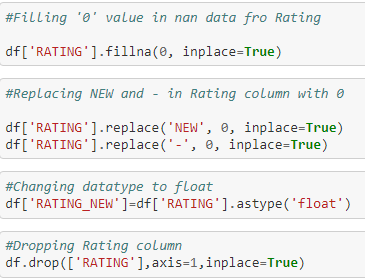 #Filling '0' value in nan data fro Rating
df['RATING'].fillna(0, inplace=True)
#Replacing NEW and - in Rating column with 0
df['RATING'].replace('NEW', 0, inplace=True)
df['RATING'].replace('-', 0, inplace=True)
#Changing datatype to float
df['RATING_NEW']=df['RATING'].astype('float')
#Dropping Rating column
df.drop(['RATING'],axis=1,inplace=True)